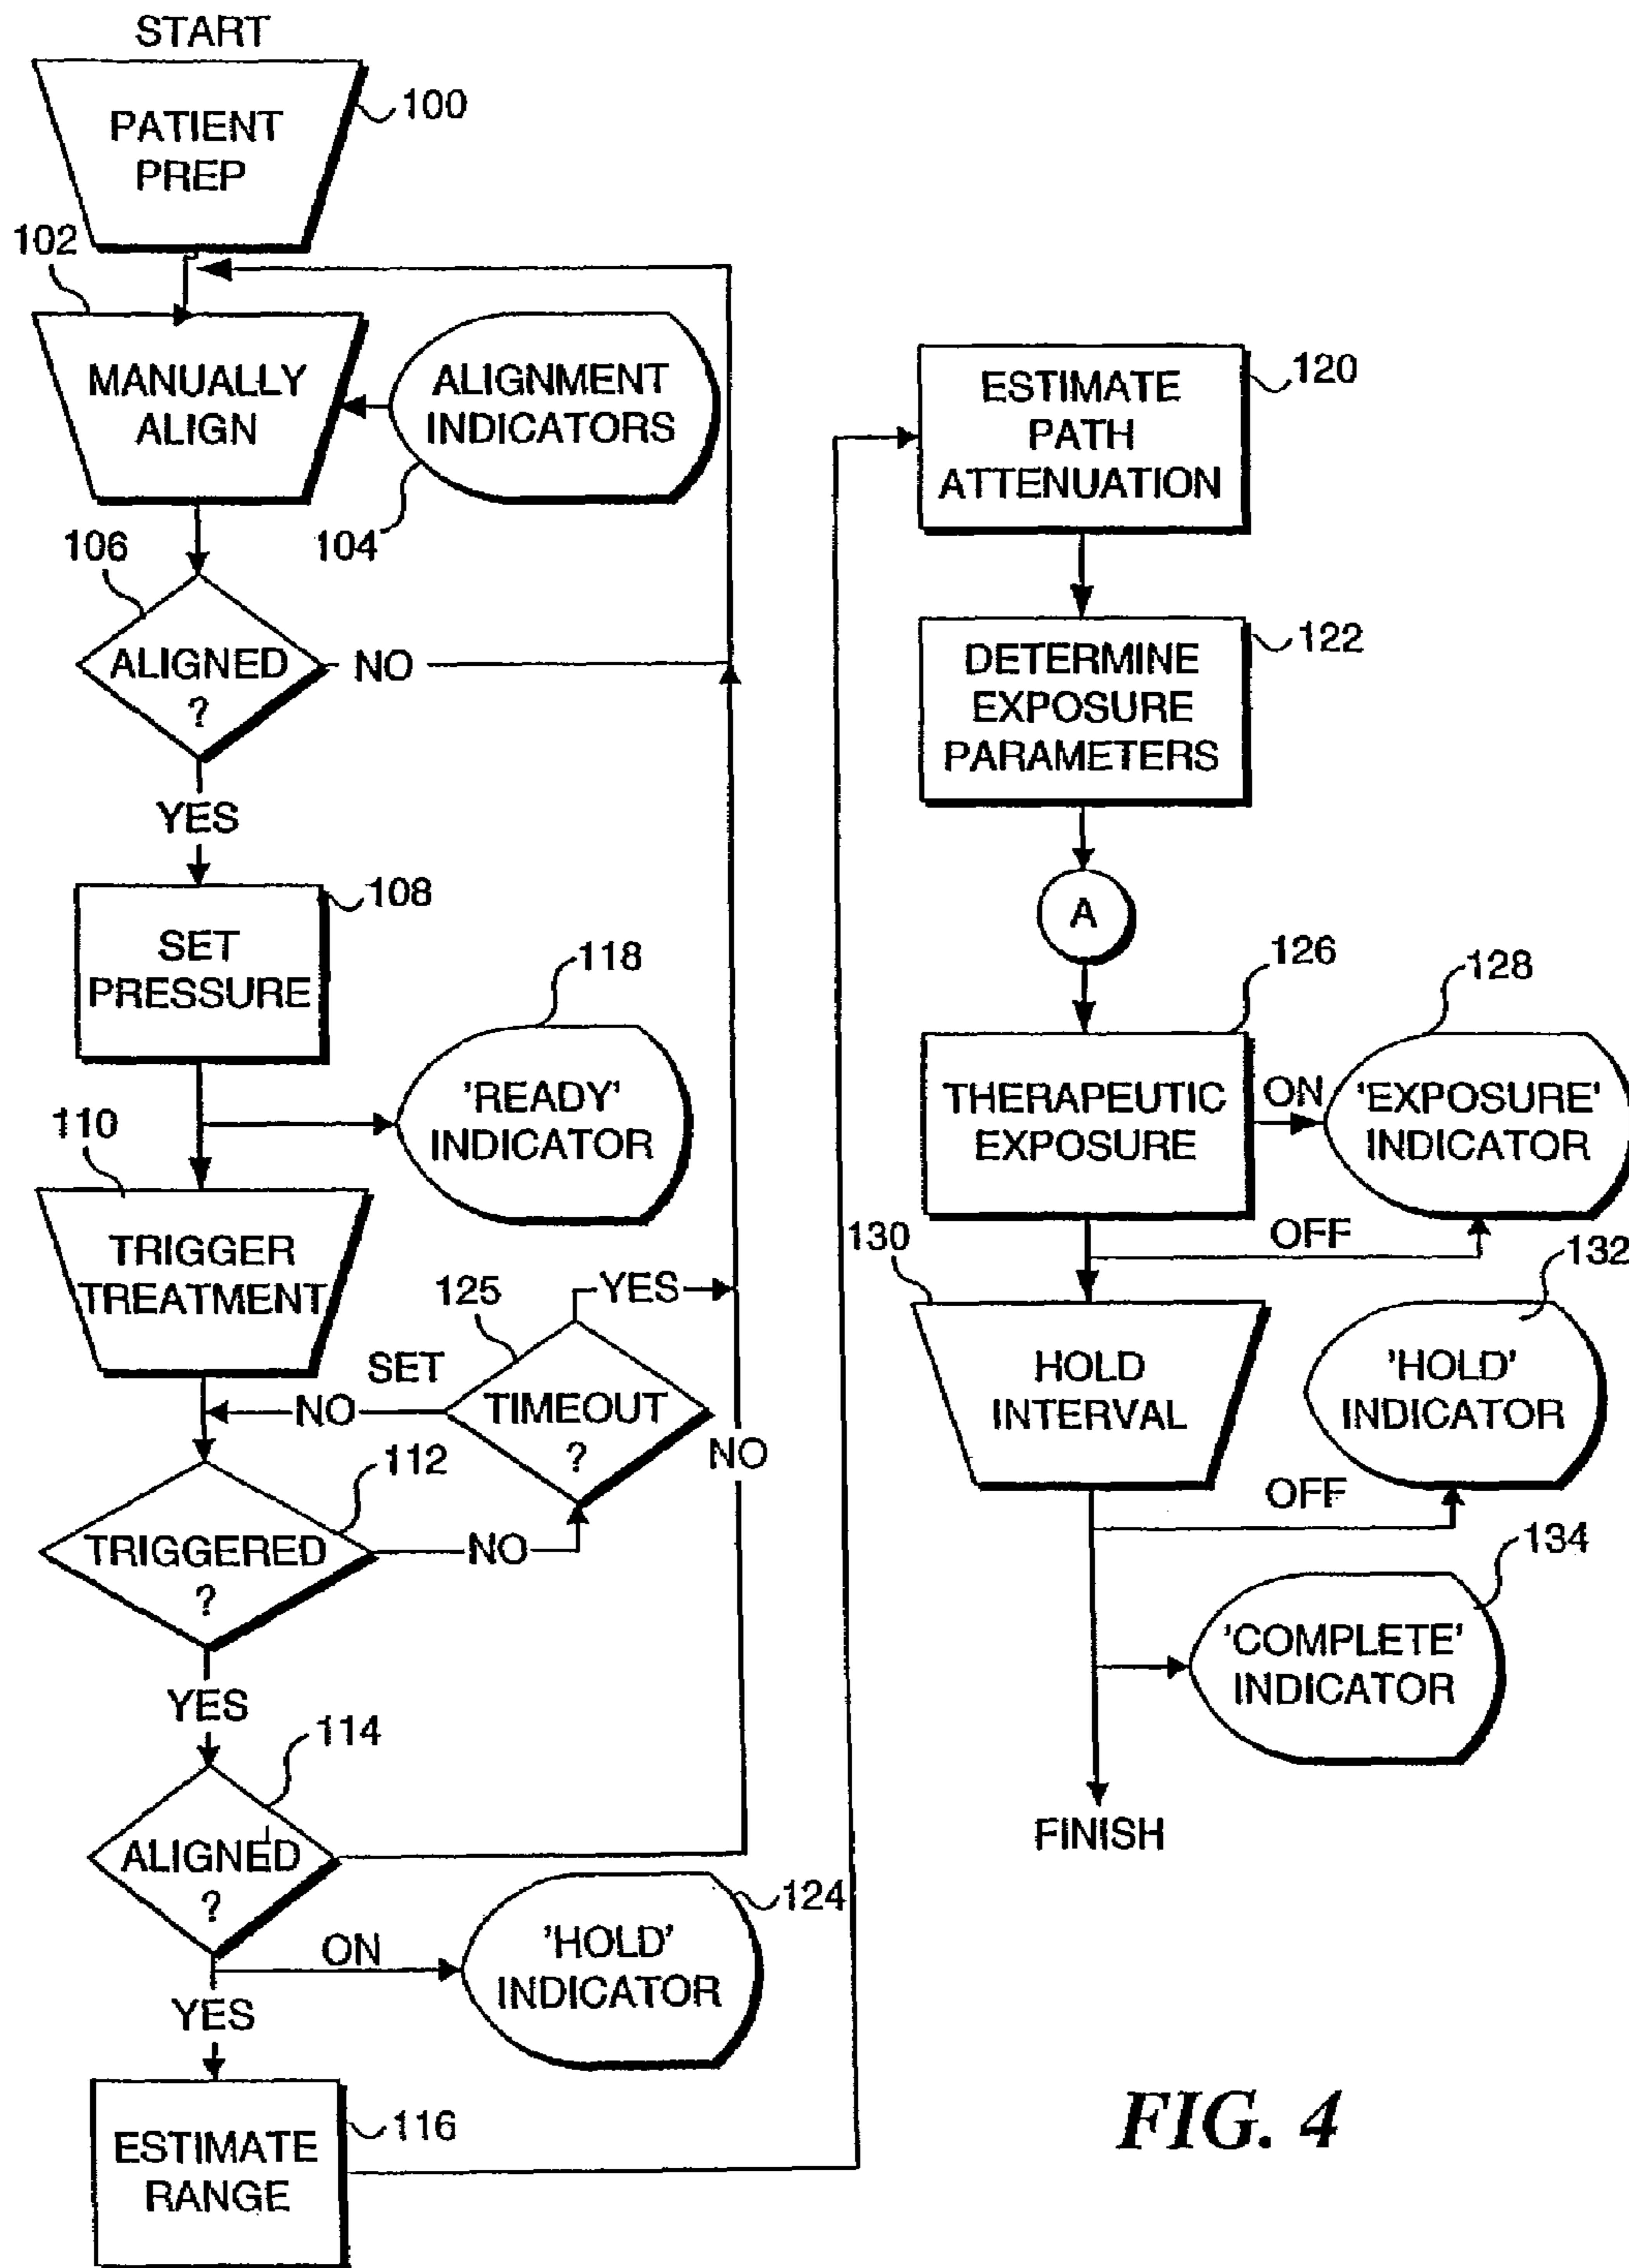 START
PATIENT
PREP
100
102
MANUALLY
ALIGN
ALIGNMENT
INDICATORS
104
106
ALIGNED
?
NO
YES
108
SET
PRESSURE
118
'READY'
INDICATOR
110
TRIGGER
TREATMENT
125
YES
SET
NO
TIMEOUT
?
NO
112
TRIGGERED
?
NO
YES
114
ALIGNED
?
124
ON
'HOLD'
INDICATOR
YES
116
ESTIMATE
RANGE
120
ESTIMATE
PATH
ATTENUATION
122
DETERMINE
EXPOSURE
PARAMETERS
A
126
128
THERAPEUTIC
EXPOSURE
ON
'EXPOSURE'
INDICATOR
OFF
130
132
HOLD
INTERVAL
'HOLD'
INDICATOR
OFF
134
'COMPLETE'
INDICATOR
FINISH
FIG. 4